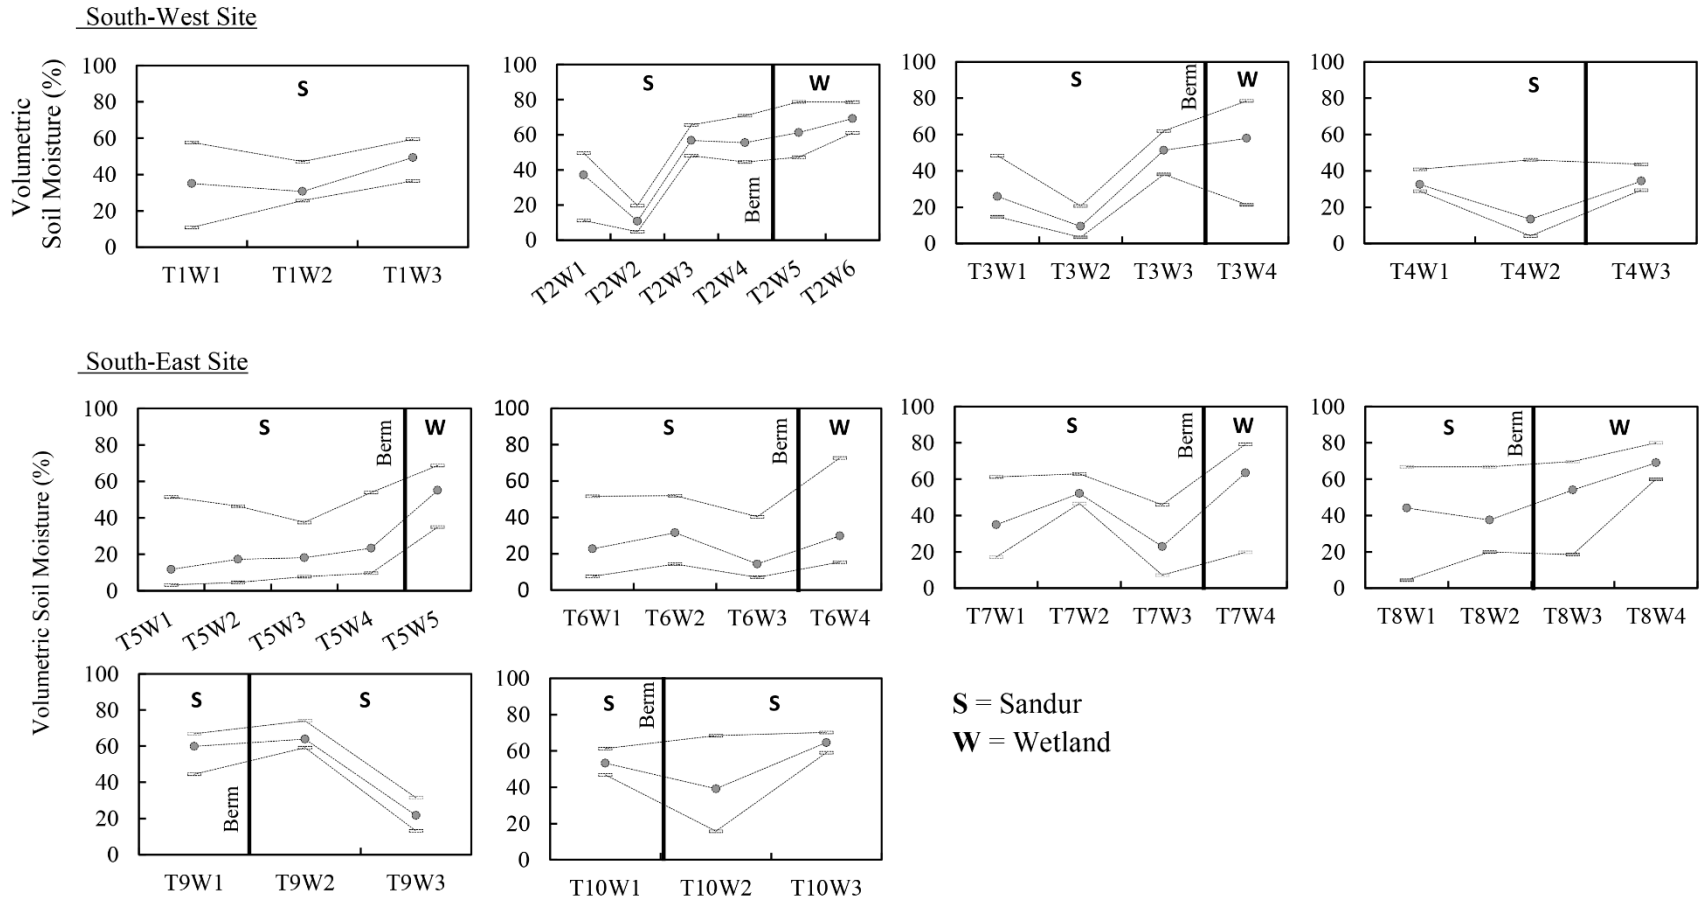 South-West Site
Volumetric
Soil Moisture (%)
100
80
60
40
20
0
S
T1W1 T1W2 T1W3
100
80
60
40
20
0
S
Berm
W
T2W1 T2W2 T2W3 T2W4 T2W5 T2W6
100
80
60
40
20
0
S
Berm
W
T3W1 T3W2 T3W3 T3W4
100
80
60
40
20
0
S
T4W1 T4W2 T4W3
South-East Site
Volumetric Soil Moisture (%)
100
80
60
40
20
0
S
Berm
W
T5W1 T5W2 T5W3 T5W4 T5W5
100
80
60
40
20
0
S
Berm
W
T6W1 T6W2 T6W3 T6W4
100
80
60
40
20
0
S
Berm
W
T7W1 T7W2 T7W3 T7W4
100
80
60
40
20
0
S
Berm
W
T8W1 T8W2 T8W3 T8W4
100
80
60
40
20
0
S
Berm
S
T9W1 T9W2 T9W3
100
80
60
40
20
0
S
Berm
S
T10W1 T10W2 T10W3
S = Sandur
W = Wetland